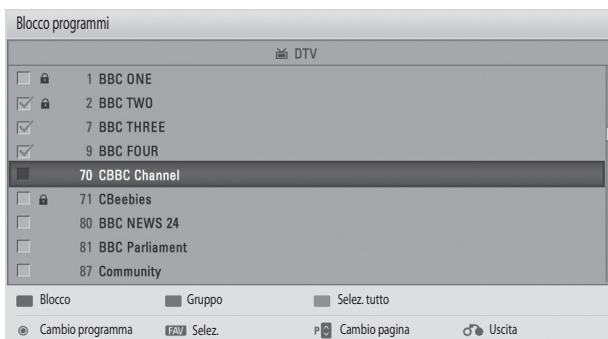 Blocco programmi
DTV
1 BBC ONE
2 BBC TWO
7 BBC THREE
9 BBC FOUR
70 CBBC Channel
71 CBeebies
80 BBC NEWS 24
81 BBC Parliament
87 Community
Blocco Gruppo Selez. tutto
Cambio programma FAV Selez. P Cambio pagina Uscita